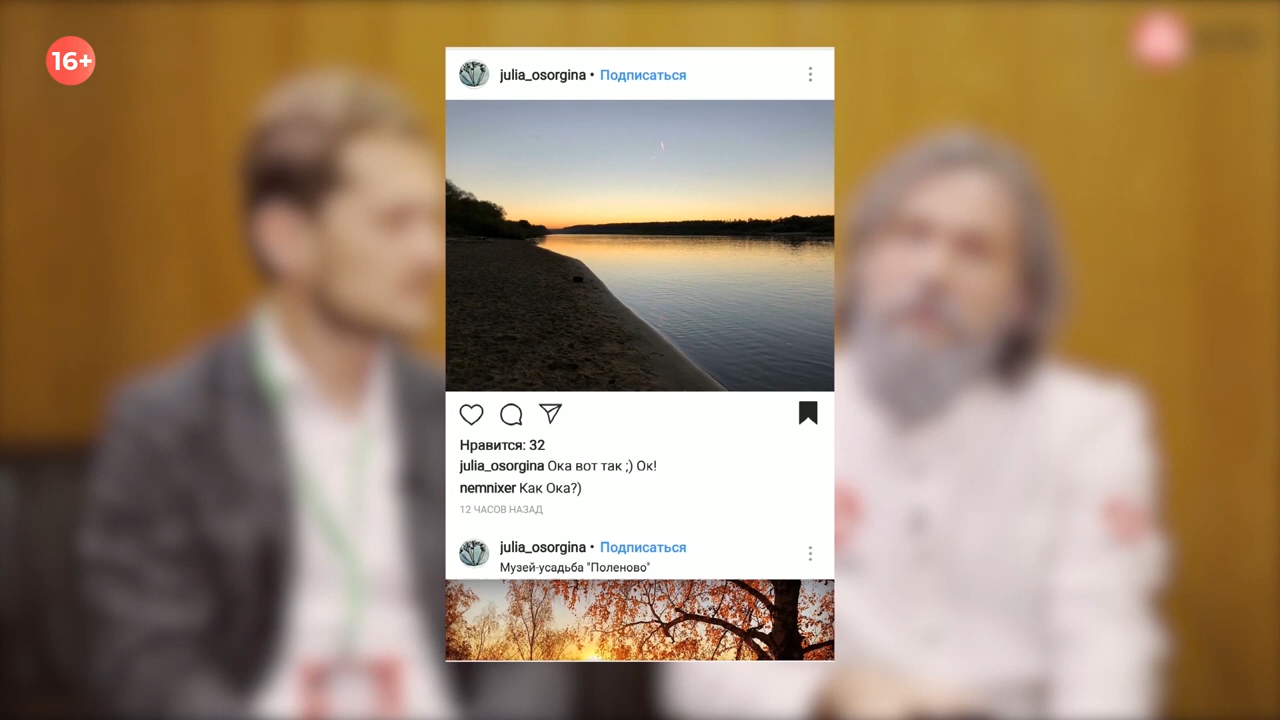 16+
julia_osorgina • Подписаться
Нравится: 32
julia_osorgina Ока вот так ;) Ок!
nemnixer Как Ока?)
12 ЧАСОВ НАЗАД
julia_osorgina • Подписаться
Музей-усадьба "Поленово"